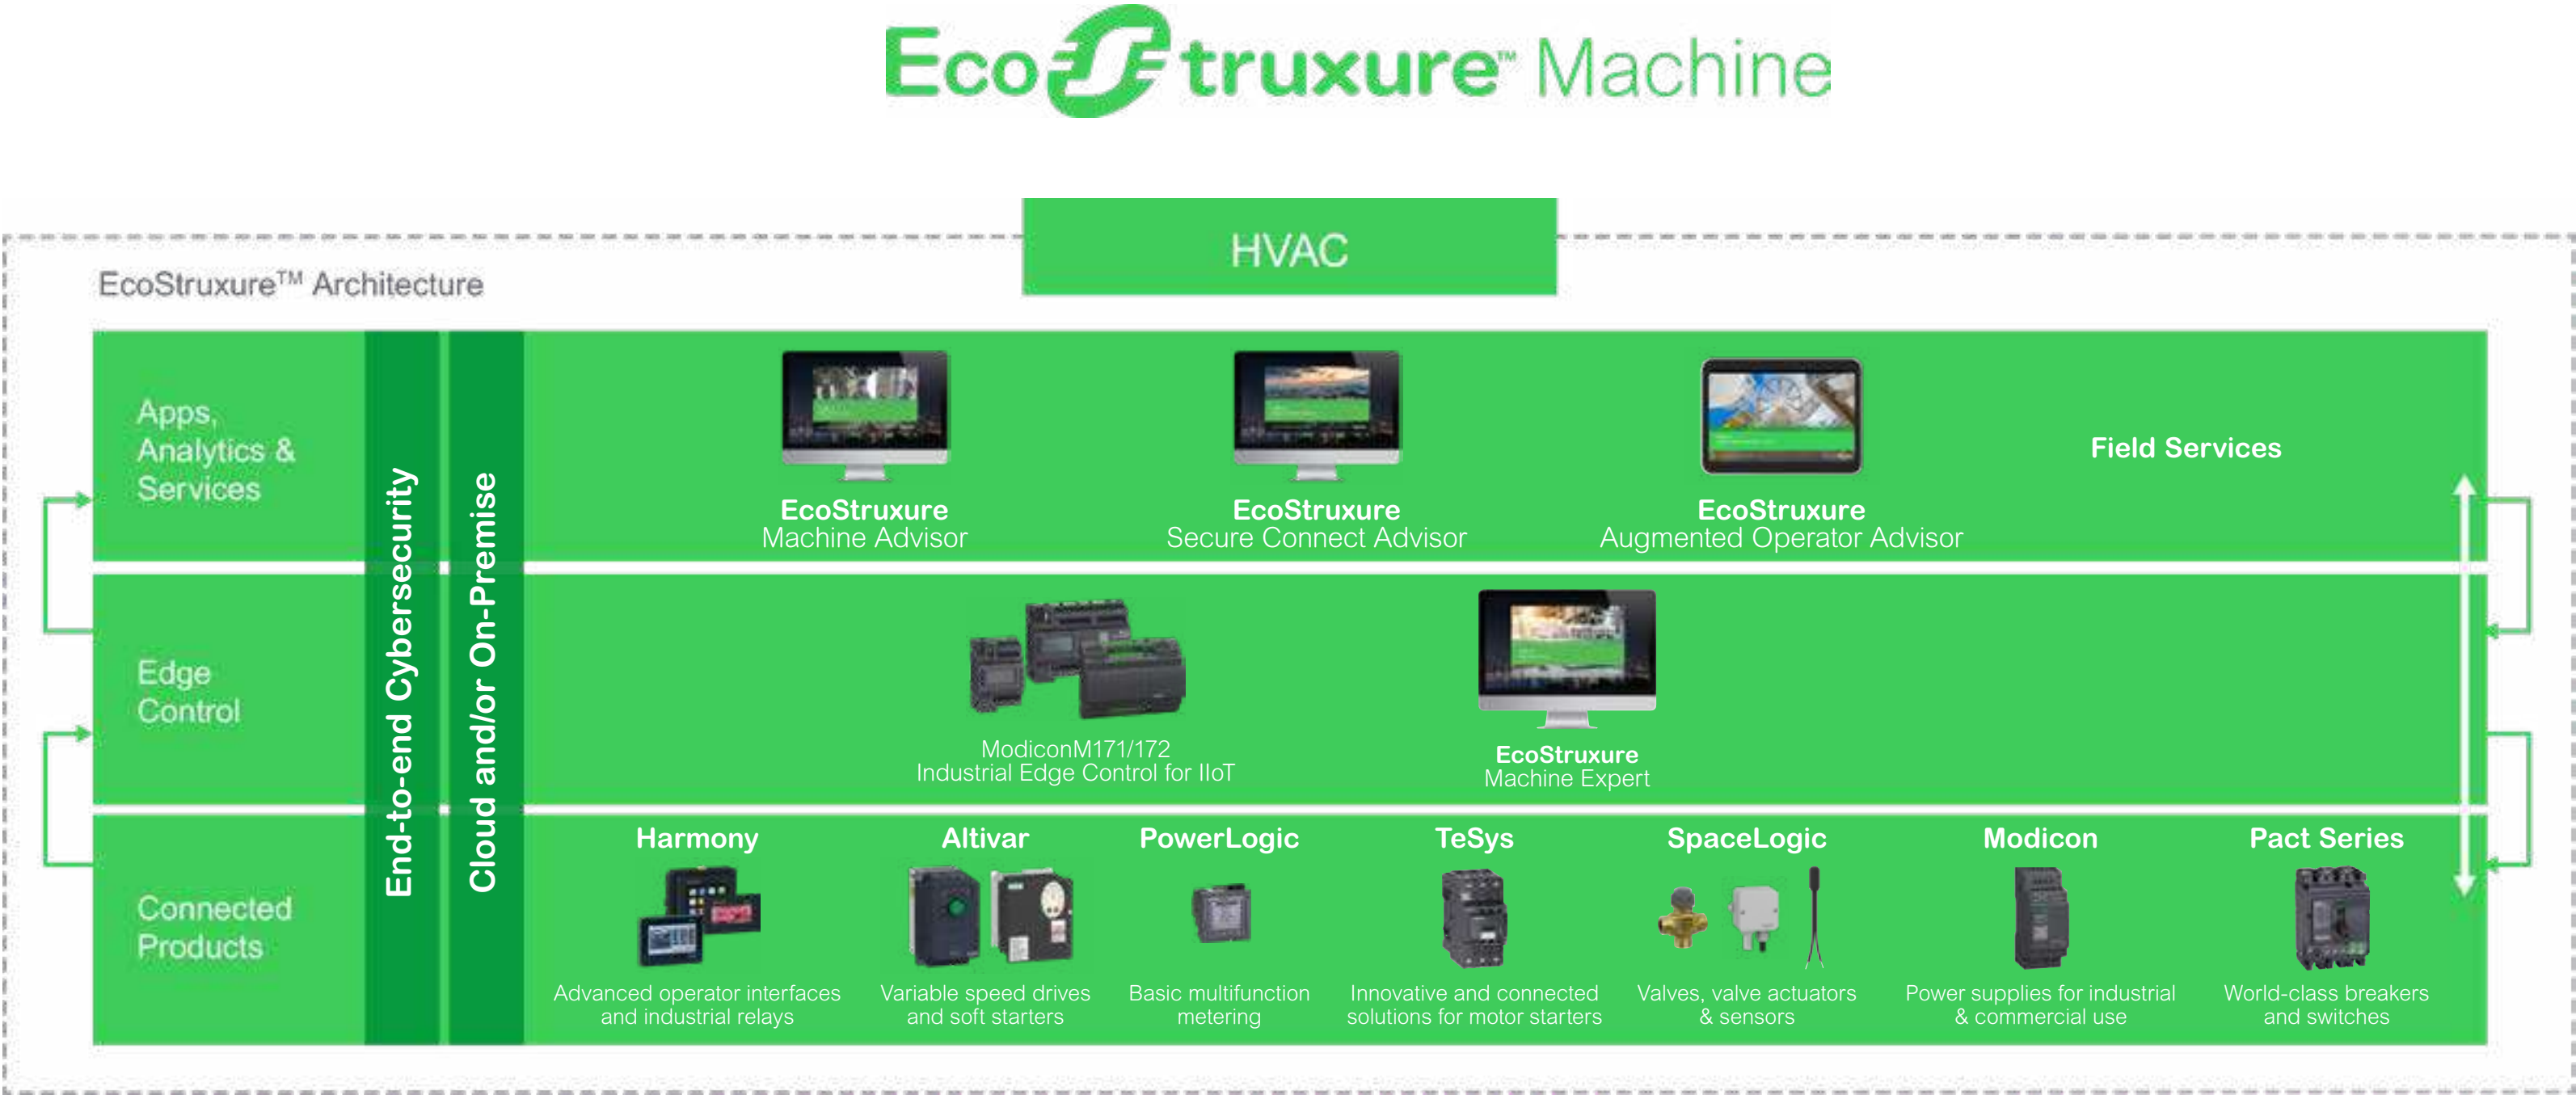 EcoStruxure™ Machine
HVAC
EcoStruxure™ Architecture
Apps,
Analytics &
Services
End-to-end Cybersecurity
Cloud and/or On-Premise
EcoStruxure
Machine Advisor
EcoStruxure
Secure Connect Advisor
EcoStruxure
Augmented Operator Advisor
Field Services
Edge
Control
ModiconM171/172
Industrial Edge Control for IIoT
EcoStruxure
Machine Expert
Connected
Products
Harmony
Advanced operator interfaces
and industrial relays
Altivar
Variable speed drives
and soft starters
PowerLogic
Basic multifunction
metering
TeSys
Innovative and connected
solutions for motor starters
SpaceLogic
Valves, valve actuators
& sensors
Modicon
Power supplies for industrial
& commercial use
Pact Series
World-class breakers
and switches